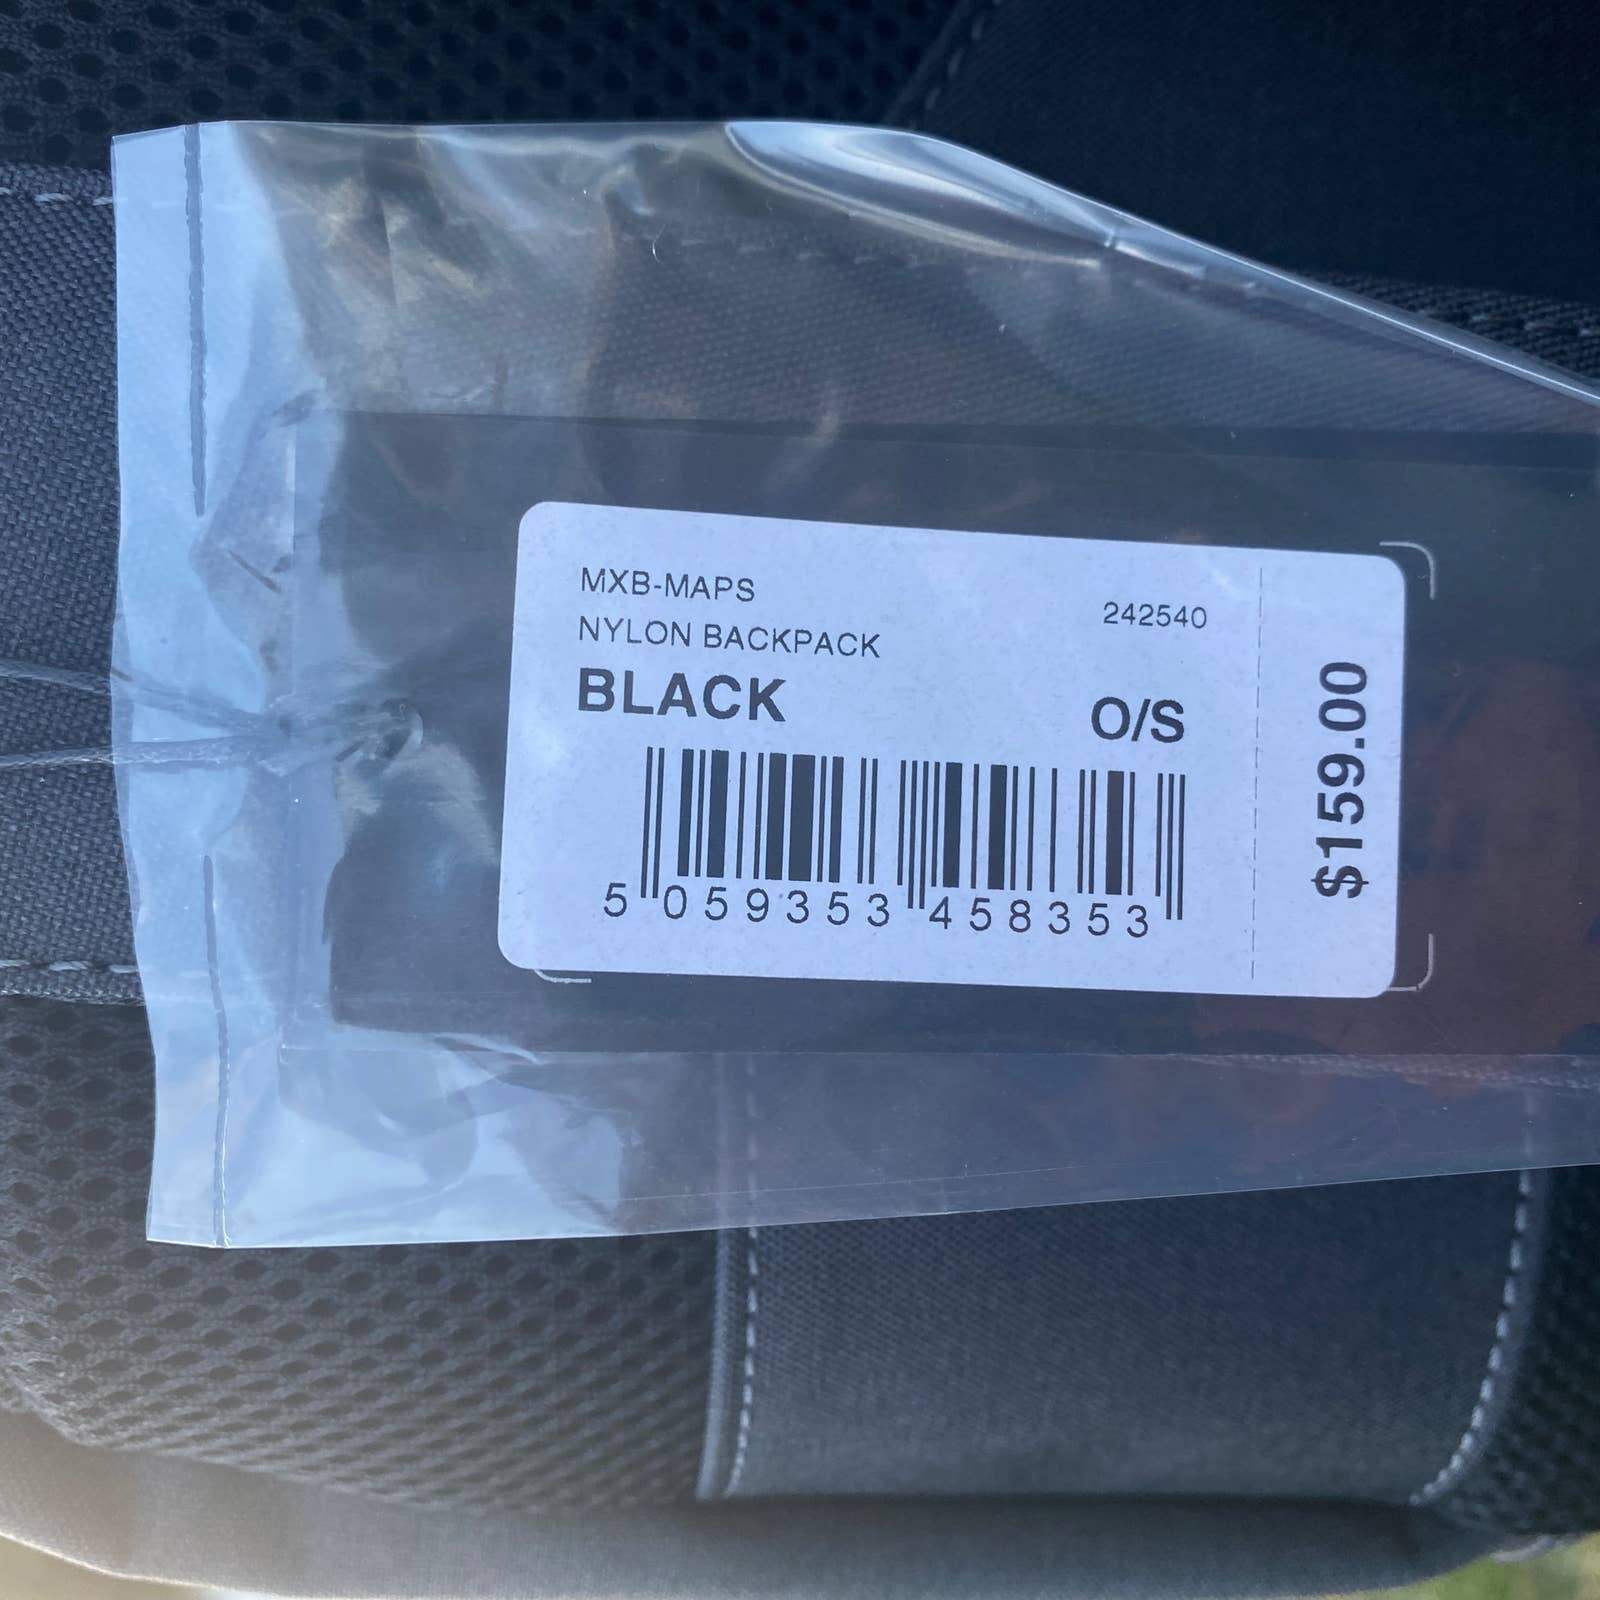 MXB-MAPS
242540
NYLON BACKPACK
BLACK
O/S
5 059353 458353
$159.00